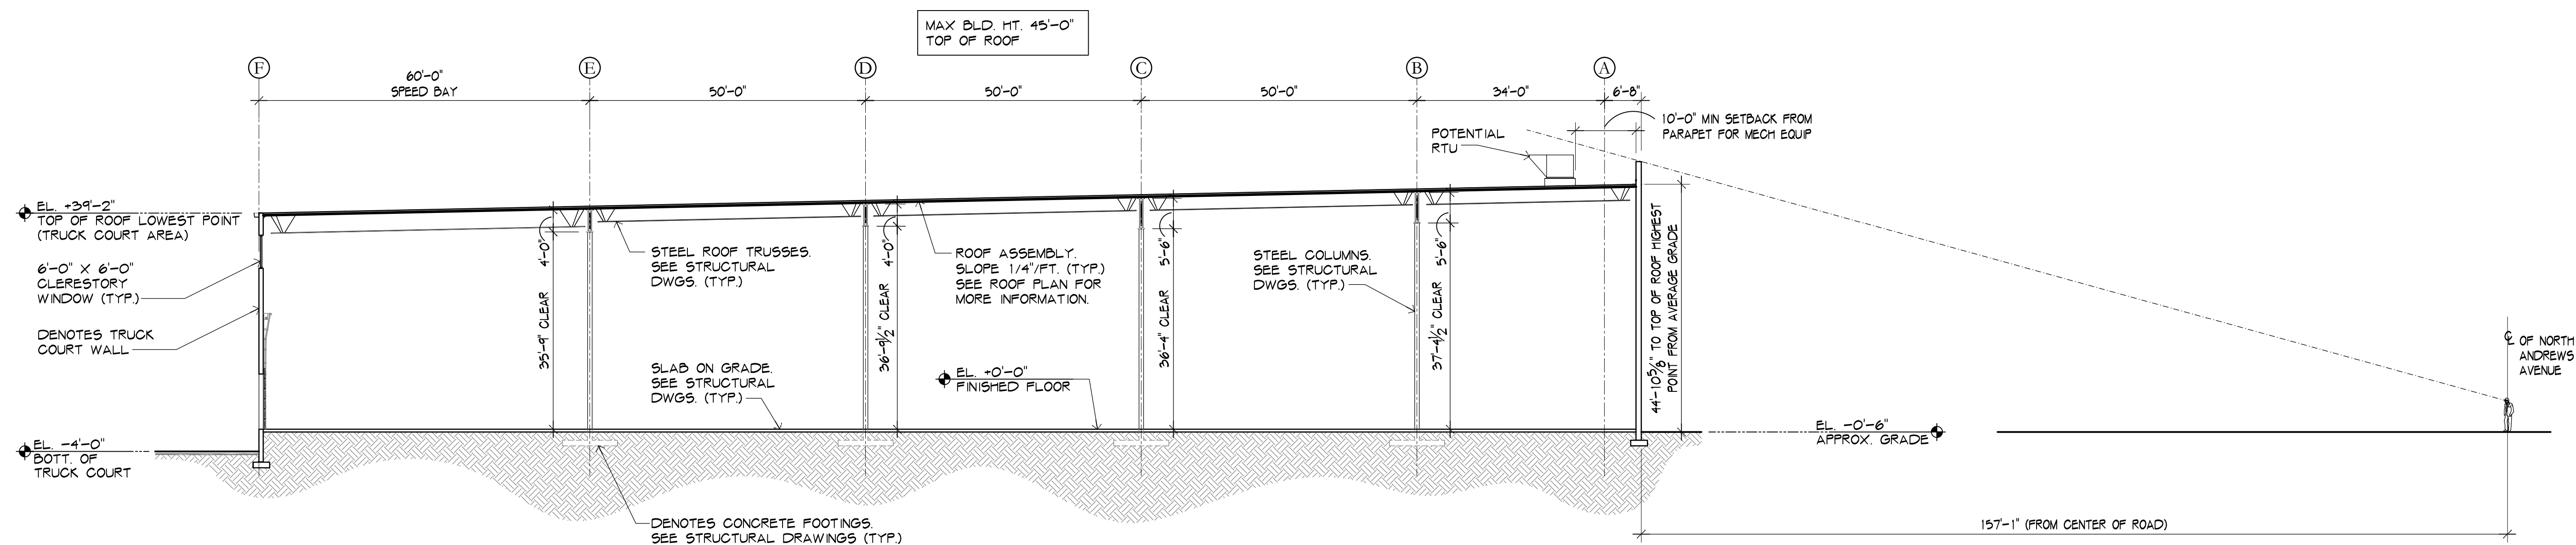 MAX BLD. HT. 45'-0"
TOP OF ROOF
F
E
D
C
B
A
60'-0"
SPEED BAY
50'-0"
50'-0"
50'-0"
34'-0"
6'-8"
10'-0" MIN SETBACK FROM
PARAPET FOR MECH EQUIP
POTENTIAL
RTU
EL. +39'-2"
TOP OF ROOF LOWEST POINT
(TRUCK COURT AREA)
6'-0" X 6'-0"
CLERESTORY
WINDOW (TYP.)
DENOTES TRUCK
COURT WALL
EL. -4'-0"
BOTT. OF
TRUCK COURT
35'-9" CLEAR
4'-0"
STEEL ROOF TRUSSES.
SEE STRUCTURAL
DWGS. (TYP.)
SLAB ON GRADE.
SEE STRUCTURAL
DWGS. (TYP.)
36'-9½" CLEAR
4'-0"
ROOF ASSEMBLY.
SLOPE 1/4"/FT. (TYP.)
SEE ROOF PLAN FOR
MORE INFORMATION.
EL. +0'-0"
FINISHED FLOOR
36'-4" CLEAR
5'-6"
STEEL COLUMNS.
SEE STRUCTURAL
DWGS. (TYP.)
37'-4½" CLEAR
5'-6"
44'-10⅝" TO TOP OF ROOF HIGHEST
POINT FROM AVERAGE GRADE
EL. -0'-6"
APPROX. GRADE
℄ OF NORTH
ANDREWS
AVENUE
157'-1" (FROM CENTER OF ROAD)
DENOTES CONCRETE FOOTINGS.
SEE STRUCTURAL DRAWINGS (TYP.)